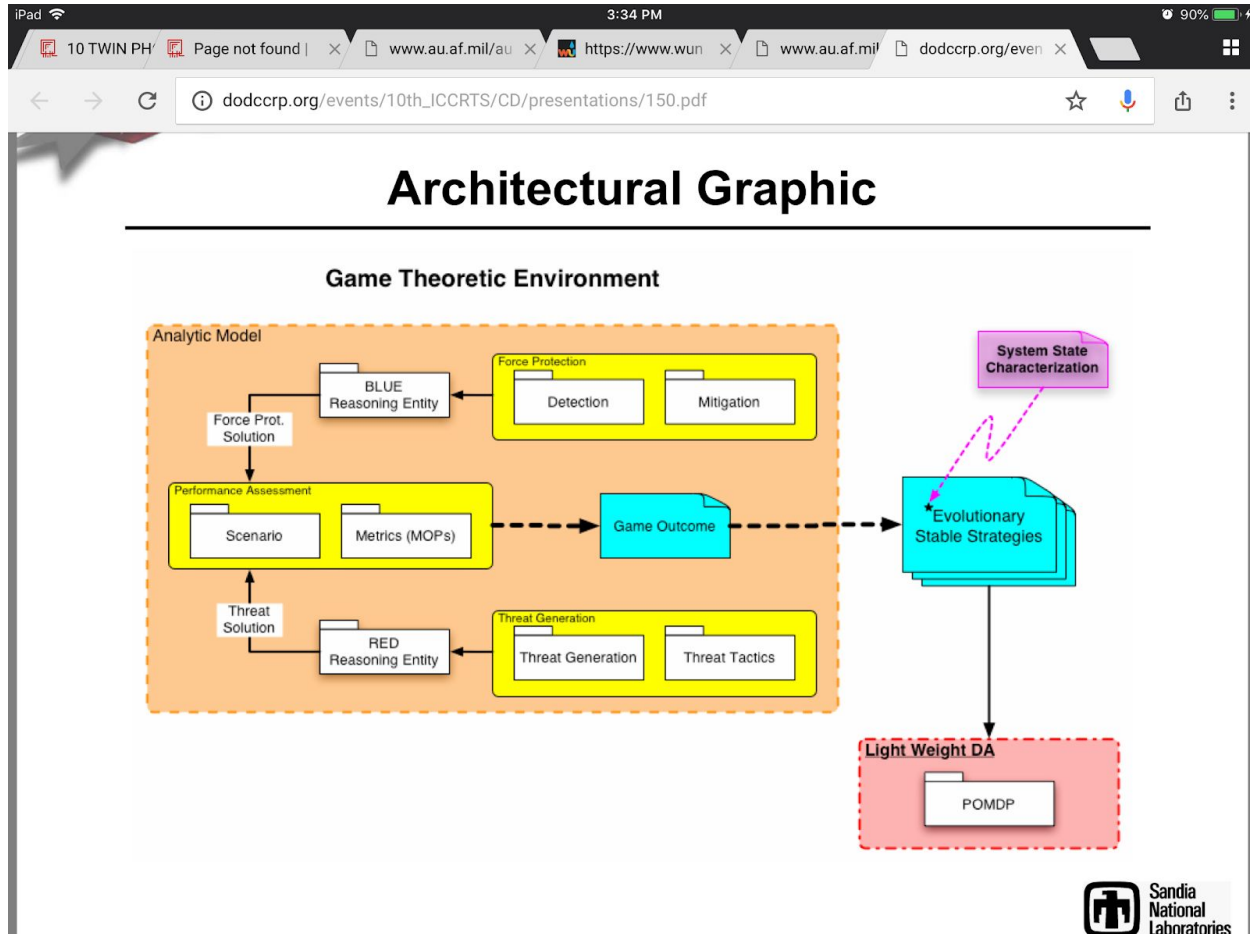 iPad
3:34 PM
90%
10 TWIN PH
Page not found |
www.au.af.mil/au
https://www.wun
www.au.af.mil
dodccrp.org/even
dodccrp.org/events/10th_ICCRTS/CD/presentations/150.pdf
Architectural Graphic
Game Theoretic Environment
Analytic Model
BLUE
Reasoning Entity
Force Protection
Detection
Mitigation
Force Prot.
Solution
System State
Characterization
Performance Assessment
Scenario
Metrics (MOPs)
Game Outcome
Evolutionary
Stable Strategies
Threat
Solution
RED
Reasoning Entity
Threat Generation
Threat Generation
Threat Tactics
Light Weight DA
POMDP
Sandia
National
Laboratories